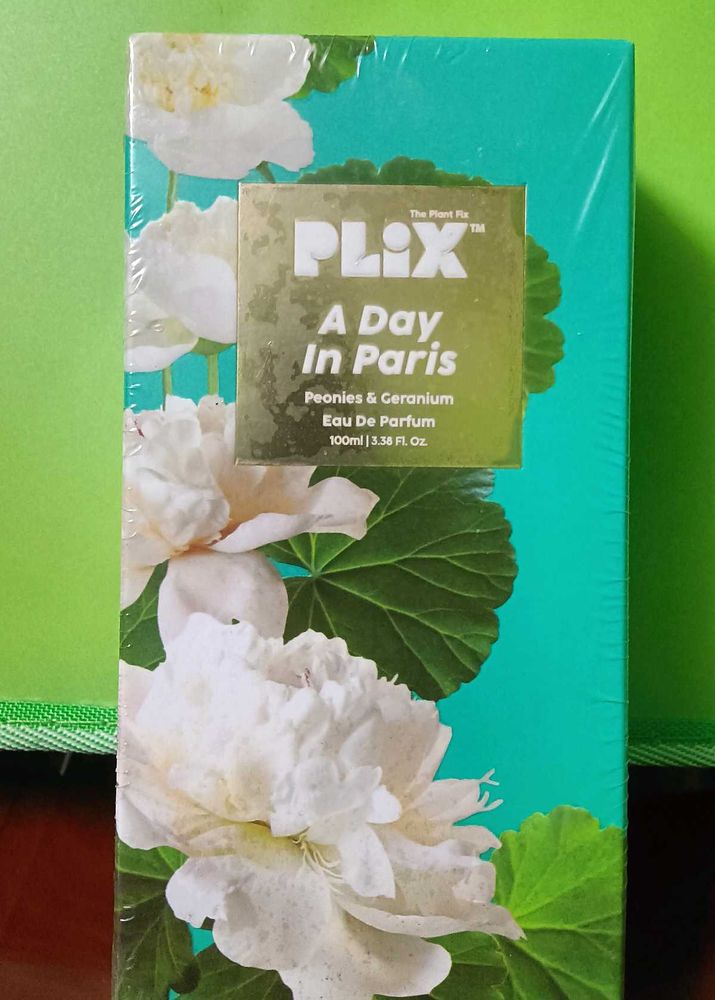 The Plant Fix
PLiX™
A Day
In Paris
Peonies & Geranium
Eau De Parfum
100ml | 3.38 Fl. Oz.